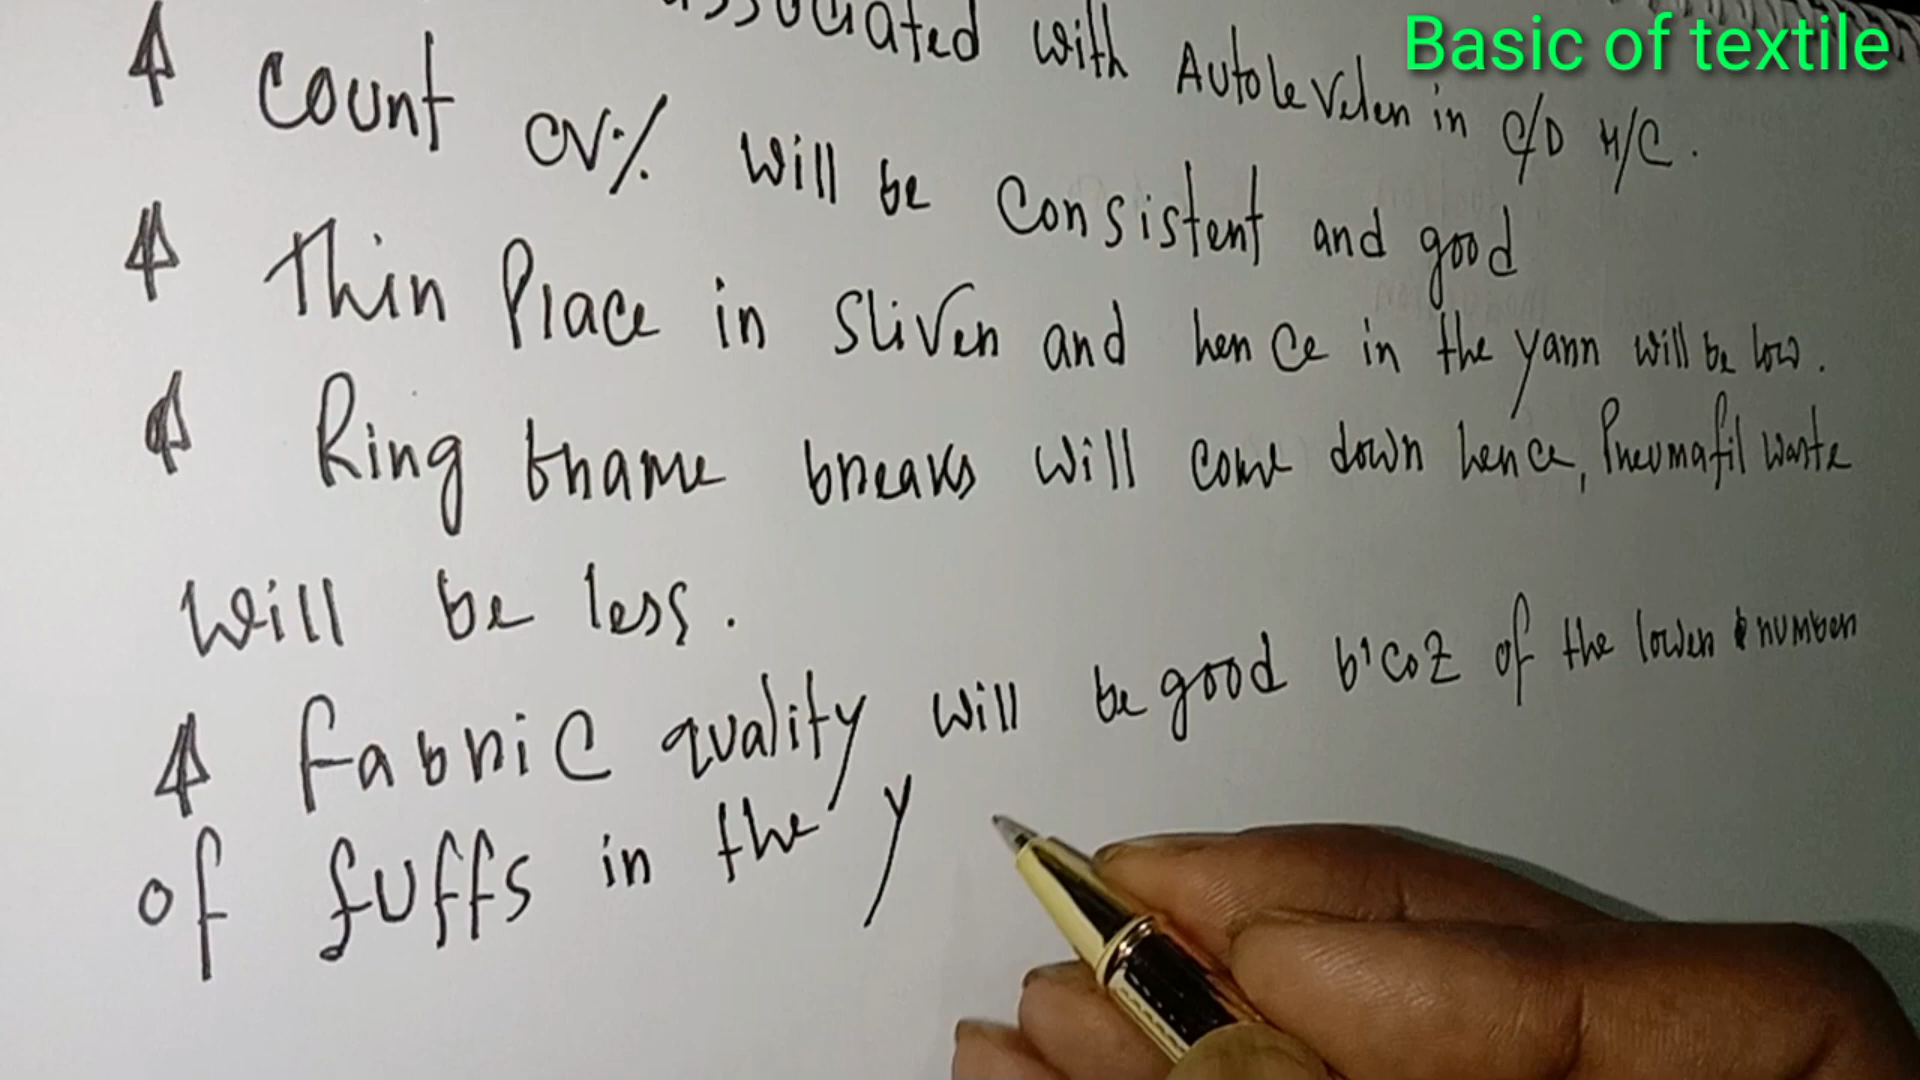 Basic of textile
associated with Autoleveler in C/D M/C.
Count CV% will be Consistent and good
Thin Place in Sliver and hence in the yarn will be low.
Ring frame breaks will come down hence, Pneumafil waste
will be less.
fabric quality will be good b'coz of the lower number
of fuffs in the y